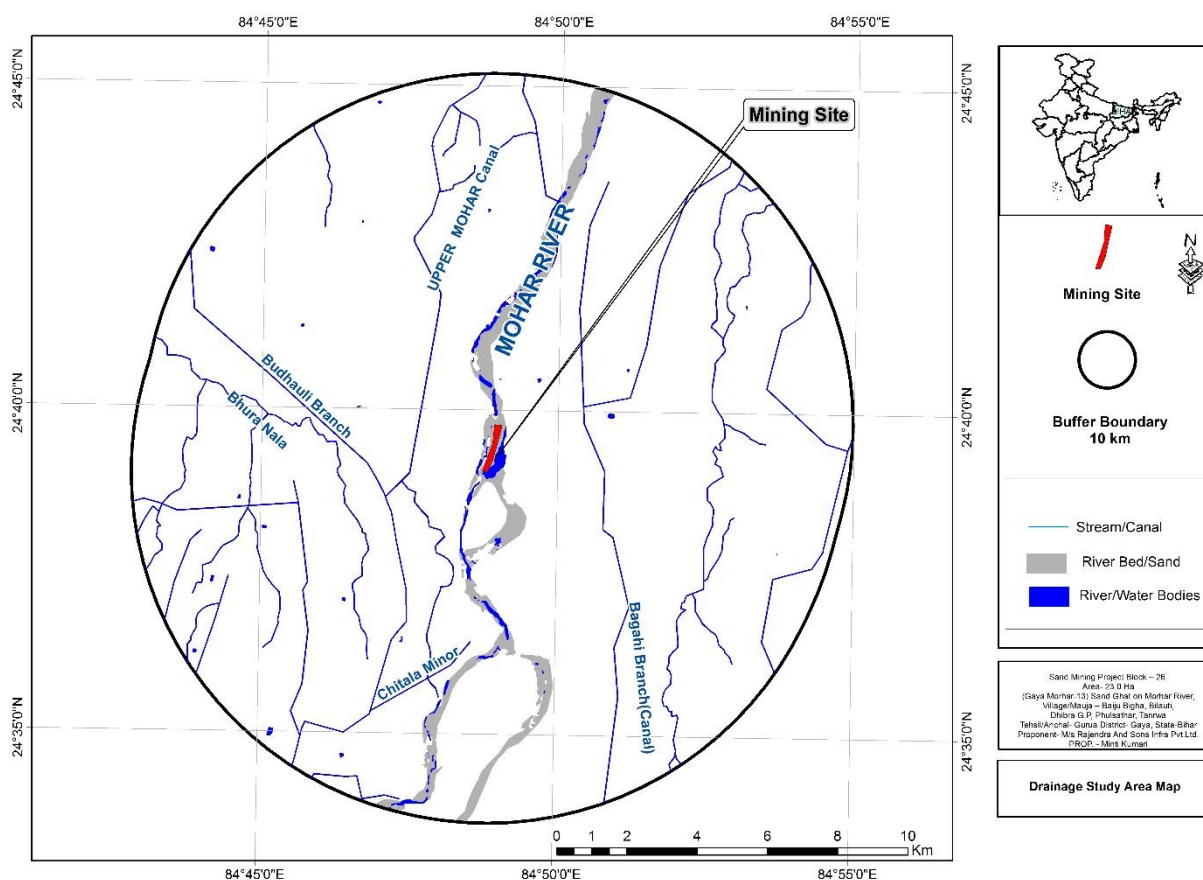 84°45'0"E
84°50'0"E
84°55'0"E
24°45'0"N
24°45'0"N
Mining Site
UPPER MOHAR Canal
MOHAR RIVER
Budhauli Branch
Bhura Nala
24°40'0"N
24°40'0"N
Chitala Minor
Bagahi Branch(Canal)
24°35'0"N
24°35'0"N
0 1 2 4 6 8 10
Km
84°45'0"E
84°50'0"E
84°55'0"E
N
Mining Site
Buffer Boundary
10 km
Stream/Canal
River Bed/Sand
River/Water Bodies
Sand Mining Project Block – 26
Area- 23.0 Ha
(Gaya Morhar-13) Sand Ghat on Morhar River,
Village/Mauja – Baiju Bigha, Bilauti,
Dhibra G.P, Phulsathar, Tanrwa
Tehsil/Anchal- Gurua District- Gaya, State-Bihar
Proponent- M/s Rajendra And Sons Infra Pvt.Ltd.
PROP. - Minti Kumari
Drainage Study Area Map